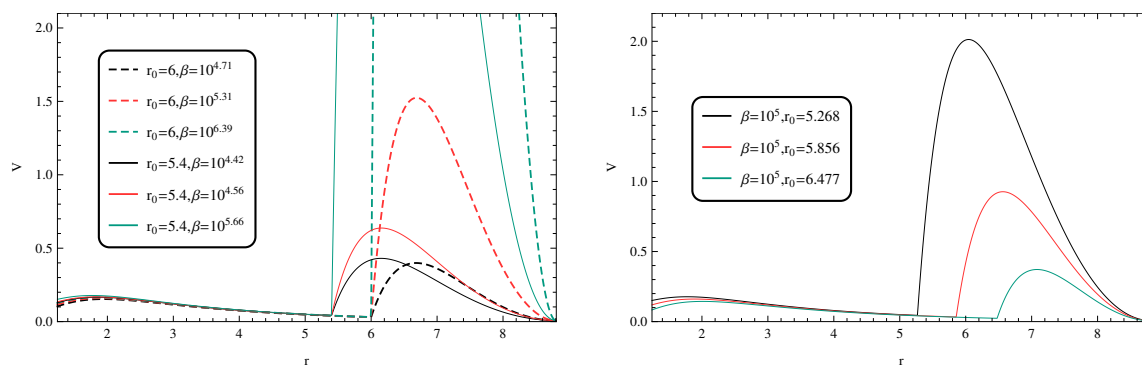 V
2.0
1.5
1.0
0.5
0.0
r₀=6,β=10^4.71
r₀=6,β=10^5.31
r₀=6,β=10^6.39
r₀=5.4,β=10^4.42
r₀=5.4,β=10^4.56
r₀=5.4,β=10^5.66
2 3 4 5 6 7 8
r
V
2.0
1.5
1.0
0.5
0.0
β=10^5,r₀=5.268
β=10^5,r₀=5.856
β=10^5,r₀=6.477
2 3 4 5 6 7 8
r